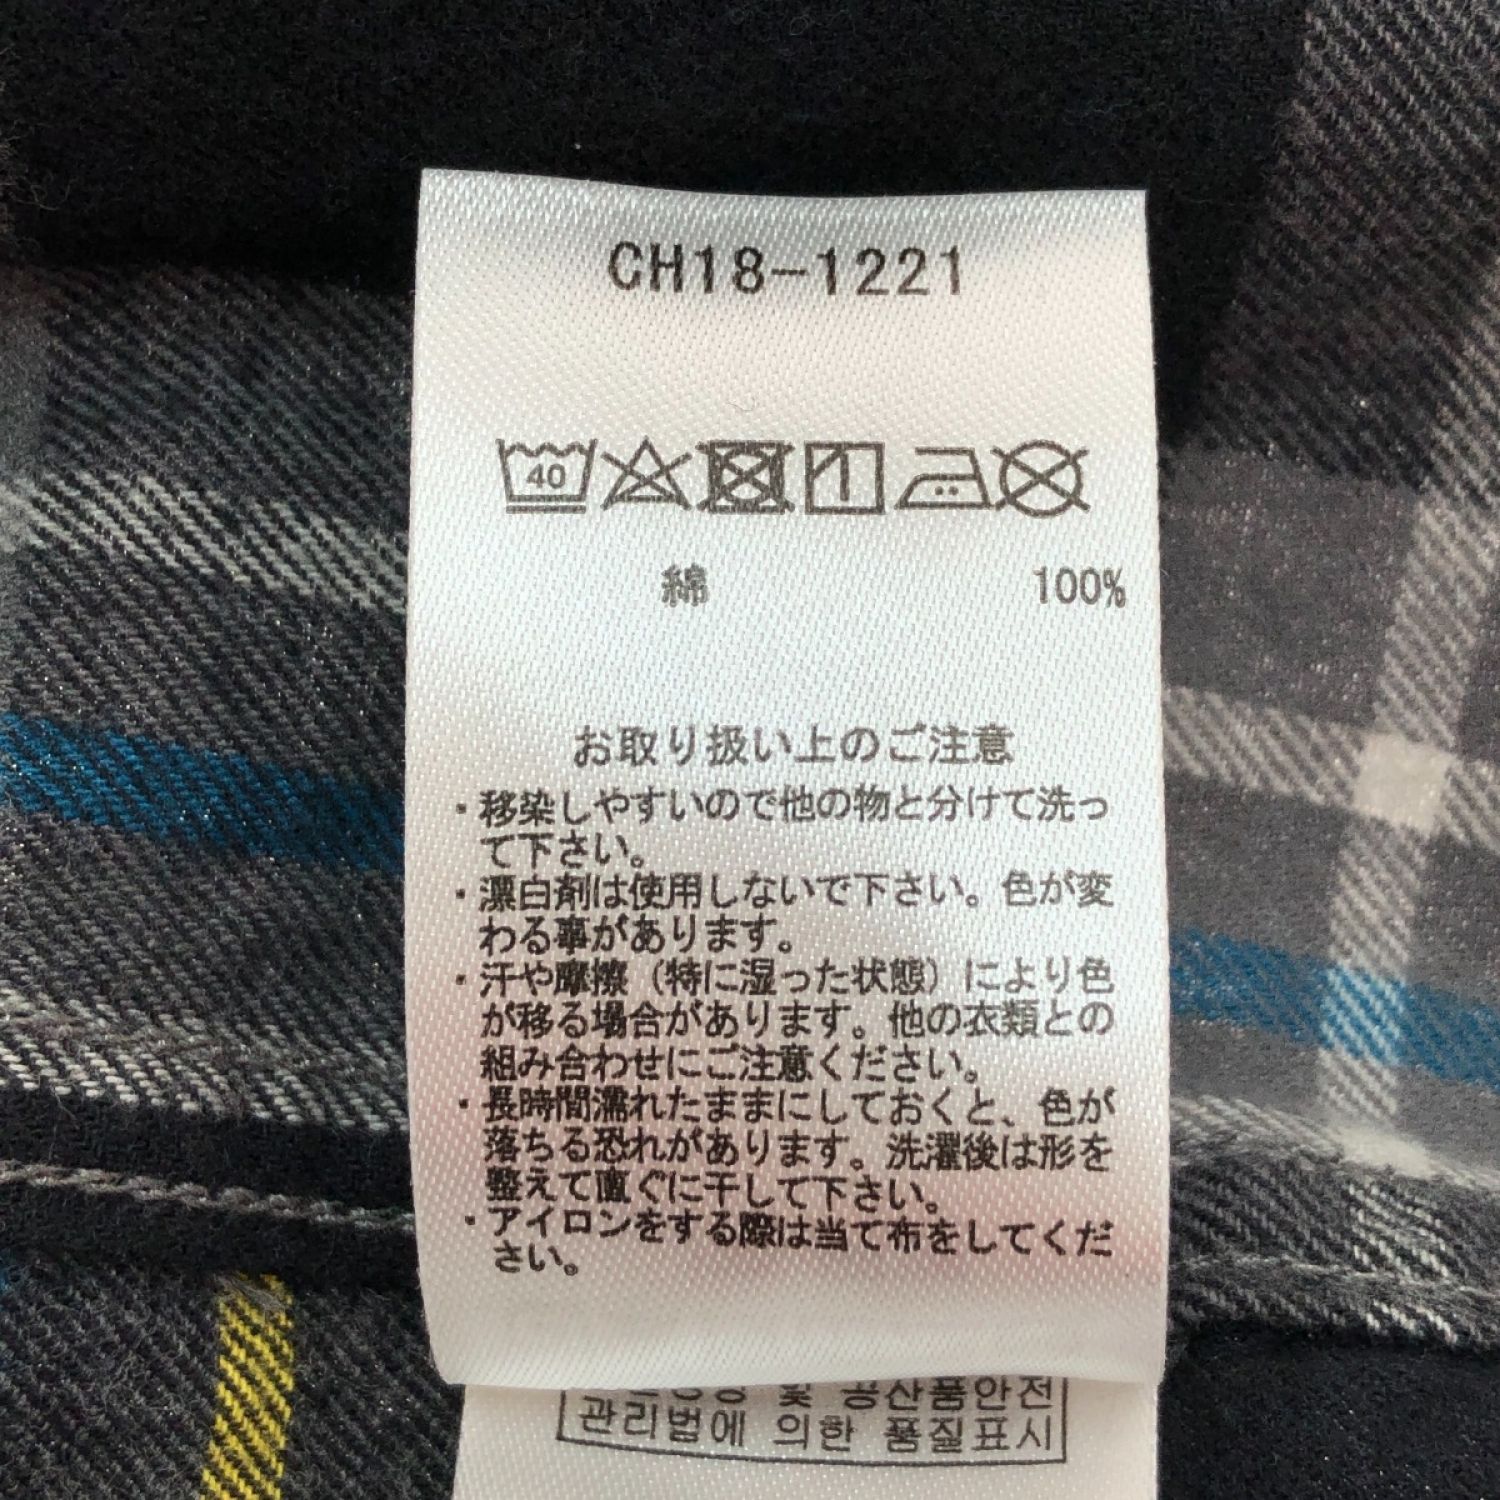 CH18-1221
40
綿 100%
お取り扱い上のご注意
・移染しやすいので他の物と分けて洗っ
て下さい。
・漂白剤は使用しないで下さい。色が変
わる事があります。
・汗や摩擦（特に湿った状態）により色
が移る場合があります。他の衣類との
組み合わせにご注意ください。
・長時間濡れたままにしておくと、色が
落ちる恐れがあります。洗濯後は形を
整えて直ぐに干して下さい。
・アイロンをする際は当て布をしてくだ
さい。
및 공산품안전
관리법에 의한 품질표시